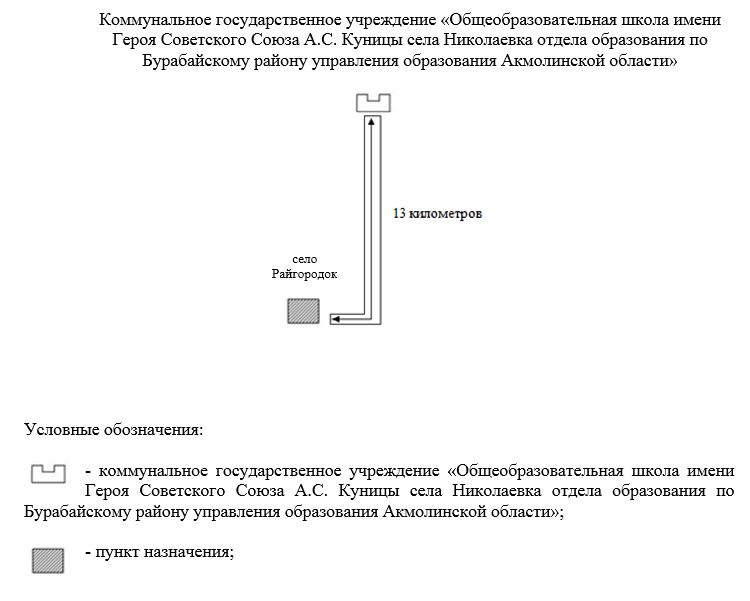 Коммунальное государственное учреждение «Общеобразовательная школа имени
Героя Советского Союза А.С. Куницы села Николаевка отдела образования по
Бурабайскому району управления образования Акмолинской области»
13 километров
село
Райгородок
Условные обозначения:
- коммунальное государственное учреждение «Общеобразовательная школа имени
Героя Советского Союза А.С. Куницы села Николаевка отдела образования по
Бурабайскому району управления образования Акмолинской области»;
- пункт назначения;